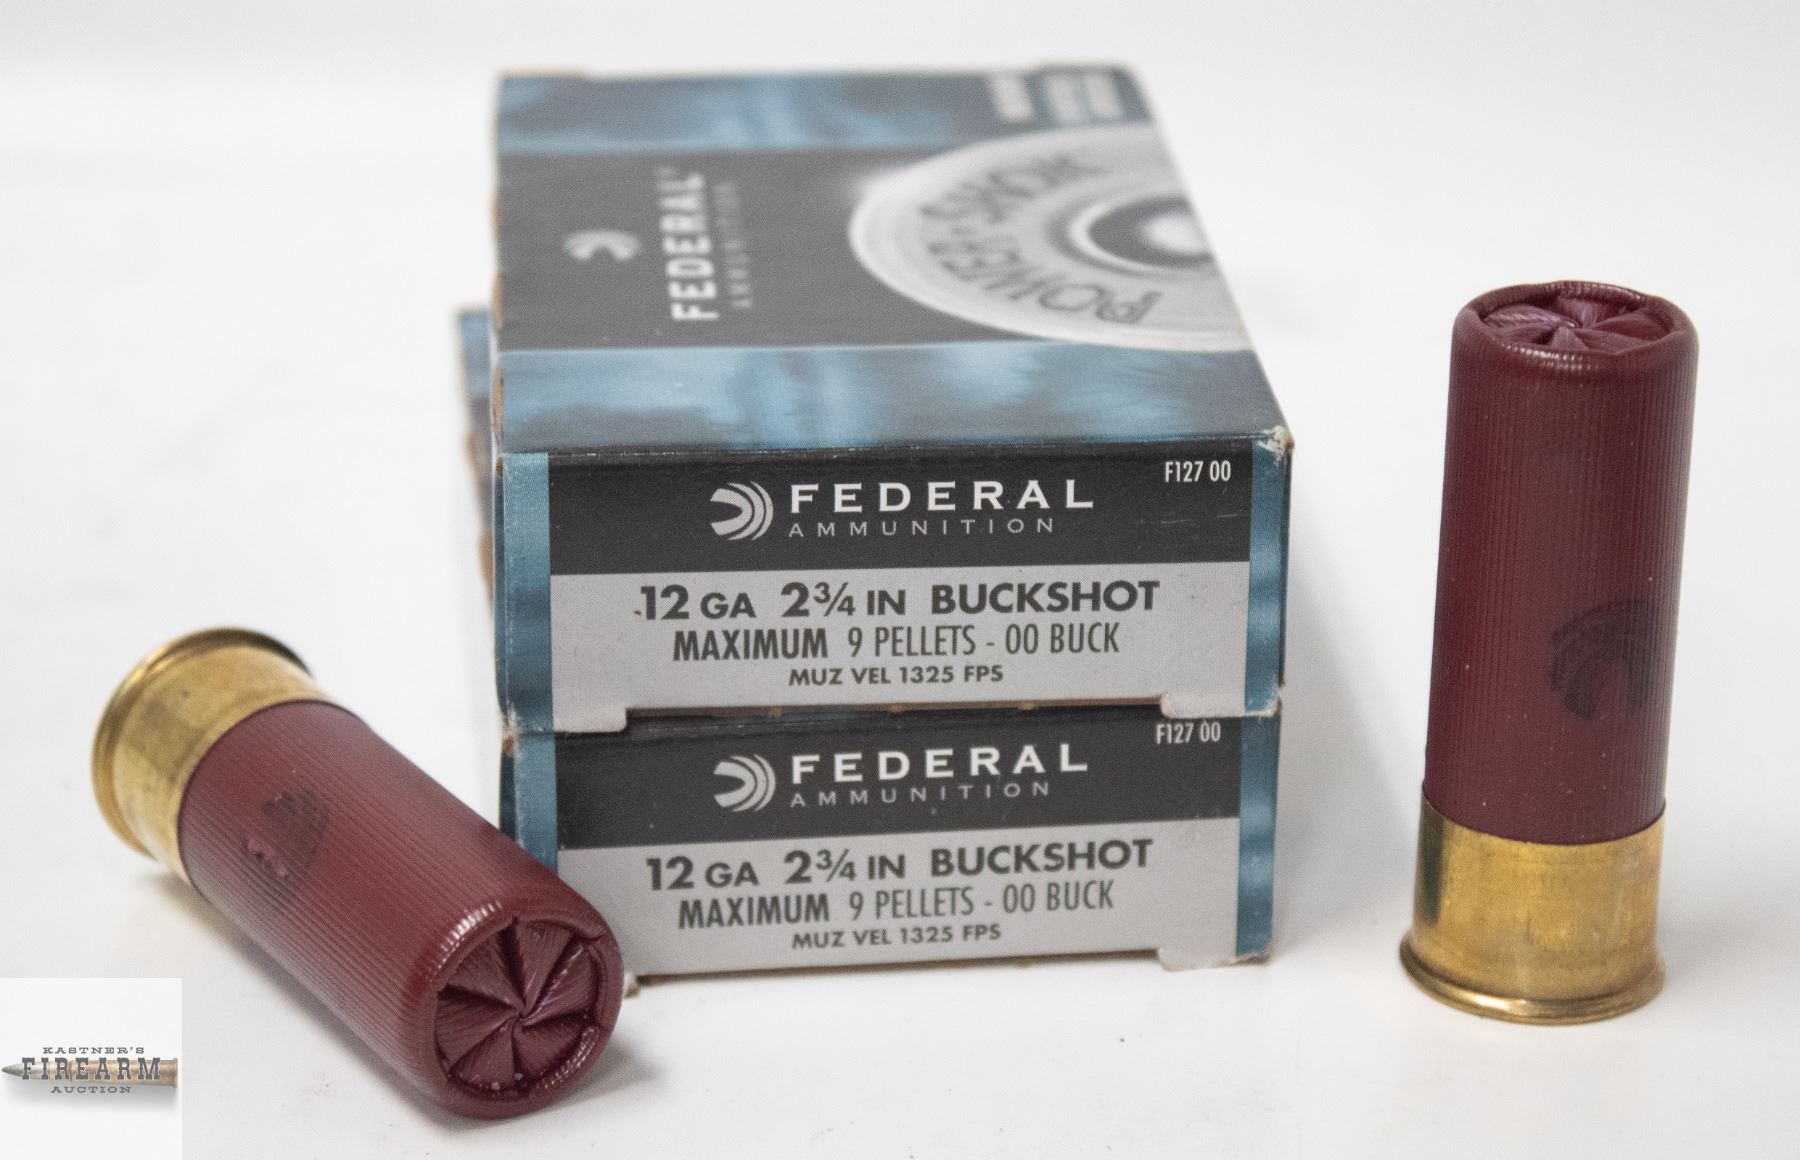 FEDERAL
AMMUNITION
POWER•SHOK
F127 00
FEDERAL
AMMUNITION
12 GA 2¾ IN BUCKSHOT
MAXIMUM 9 PELLETS - 00 BUCK
MUZ VEL 1325 FPS
F127 00
FEDERAL
AMMUNITION
12 GA 2¾ IN BUCKSHOT
MAXIMUM 9 PELLETS - 00 BUCK
MUZ VEL 1325 FPS
KASTNER'S
FIREARM
AUCTION